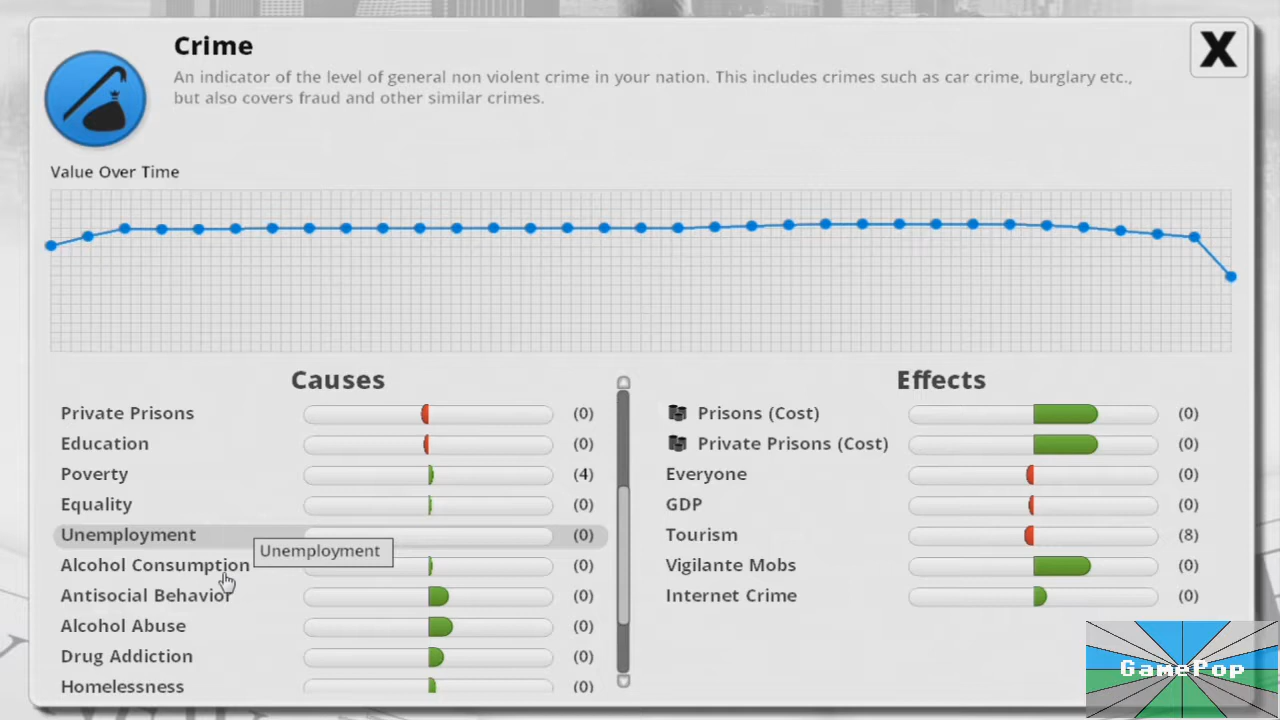 Crime
An indicator of the level of general non violent crime in your nation. This includes crimes such as car crime, burglary etc.,
but also covers fraud and other similar crimes.
X
Value Over Time
Causes
Private Prisons (0)
Education (0)
Poverty (4)
Equality (0)
Unemployment (0)
Unemployment
Alcohol Consumption (0)
Antisocial Behavior (0)
Alcohol Abuse (0)
Drug Addiction (0)
Homelessness (0)
Effects
Prisons (Cost) (0)
Private Prisons (Cost) (0)
Everyone (0)
GDP (0)
Tourism (8)
Vigilante Mobs (0)
Internet Crime (0)
GamePop